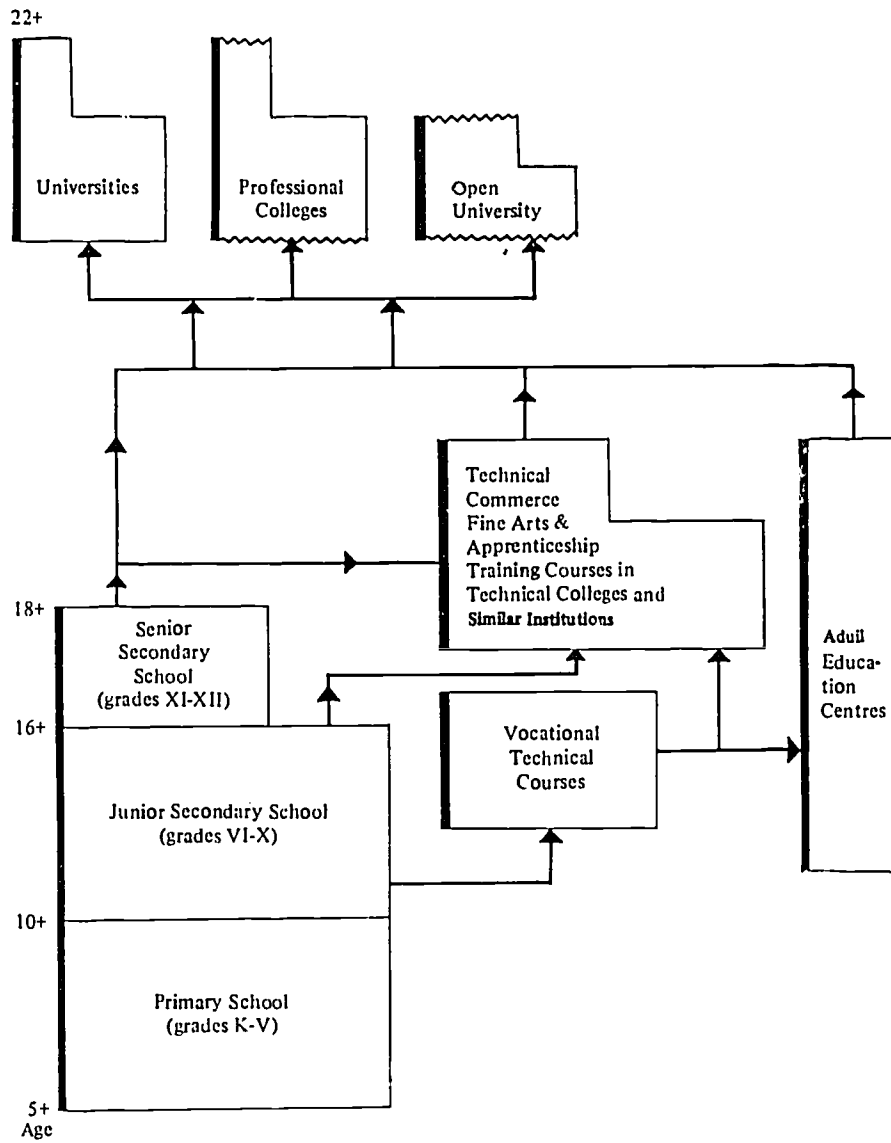 22+
Universities
Professional
Colleges
Open
University
Technical
Commerce
Fine Arts &
Apprenticeship
Training Courses in
Technical Colleges and
Similar Institutions
18+
Senior
Secondary
School
(grades XI-XII)
Adult
Educa-
tion
Centres
16+
Vocational
Technical
Courses
Junior Secondary School
(grades VI-X)
10+
Primary School
(grades K-V)
5+
Age